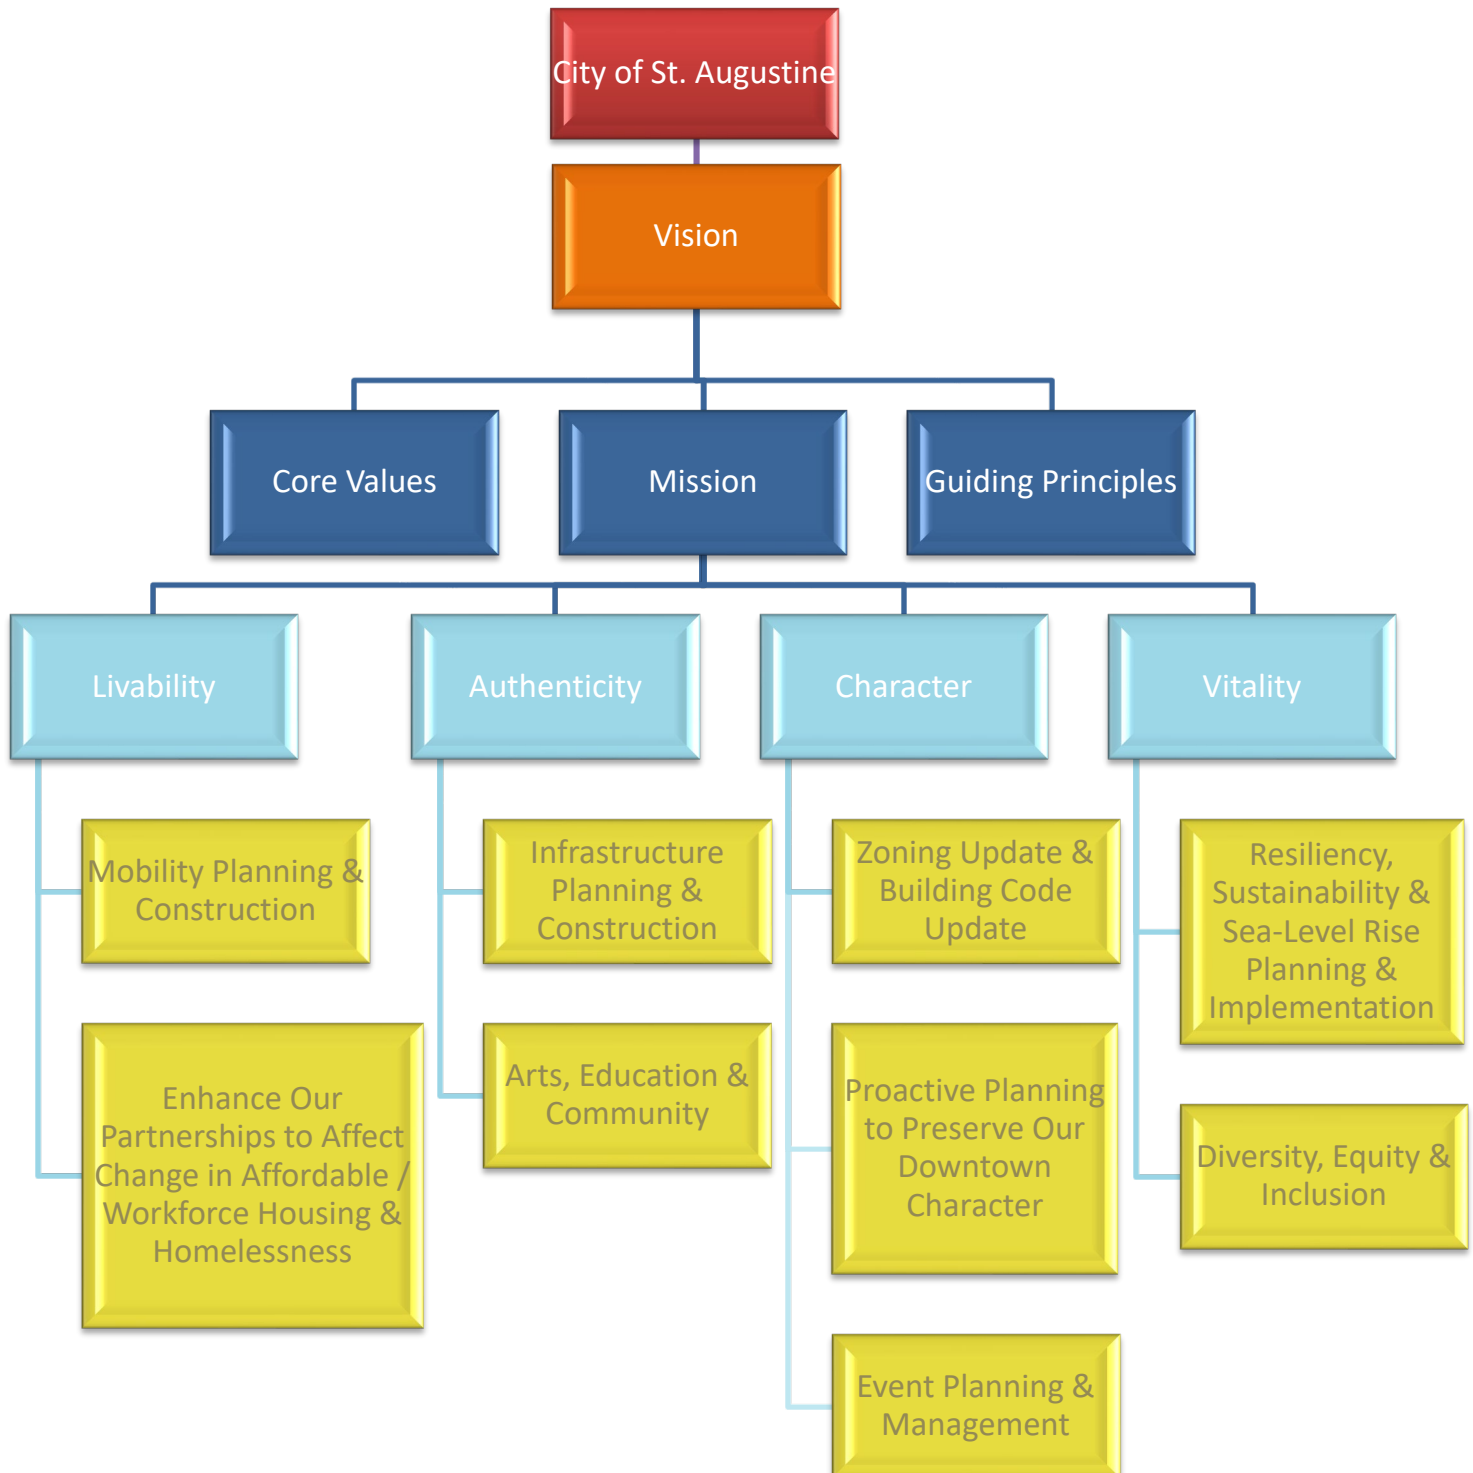 City of St. Augustine
Vision
Core Values
Mission
Guiding Principles
Livability
Authenticity
Character
Vitality
Mobility Planning &
Construction
Enhance Our
Partnerships to Affect
Change in Affordable /
Workforce Housing &
Homelessness
Infrastructure
Planning &
Construction
Arts, Education &
Community
Zoning Update &
Building Code
Update
Proactive Planning
to Preserve Our
Downtown
Character
Event Planning &
Management
Resiliency,
Sustainability &
Sea-Level Rise
Planning &
Implementation
Diversity, Equity &
Inclusion